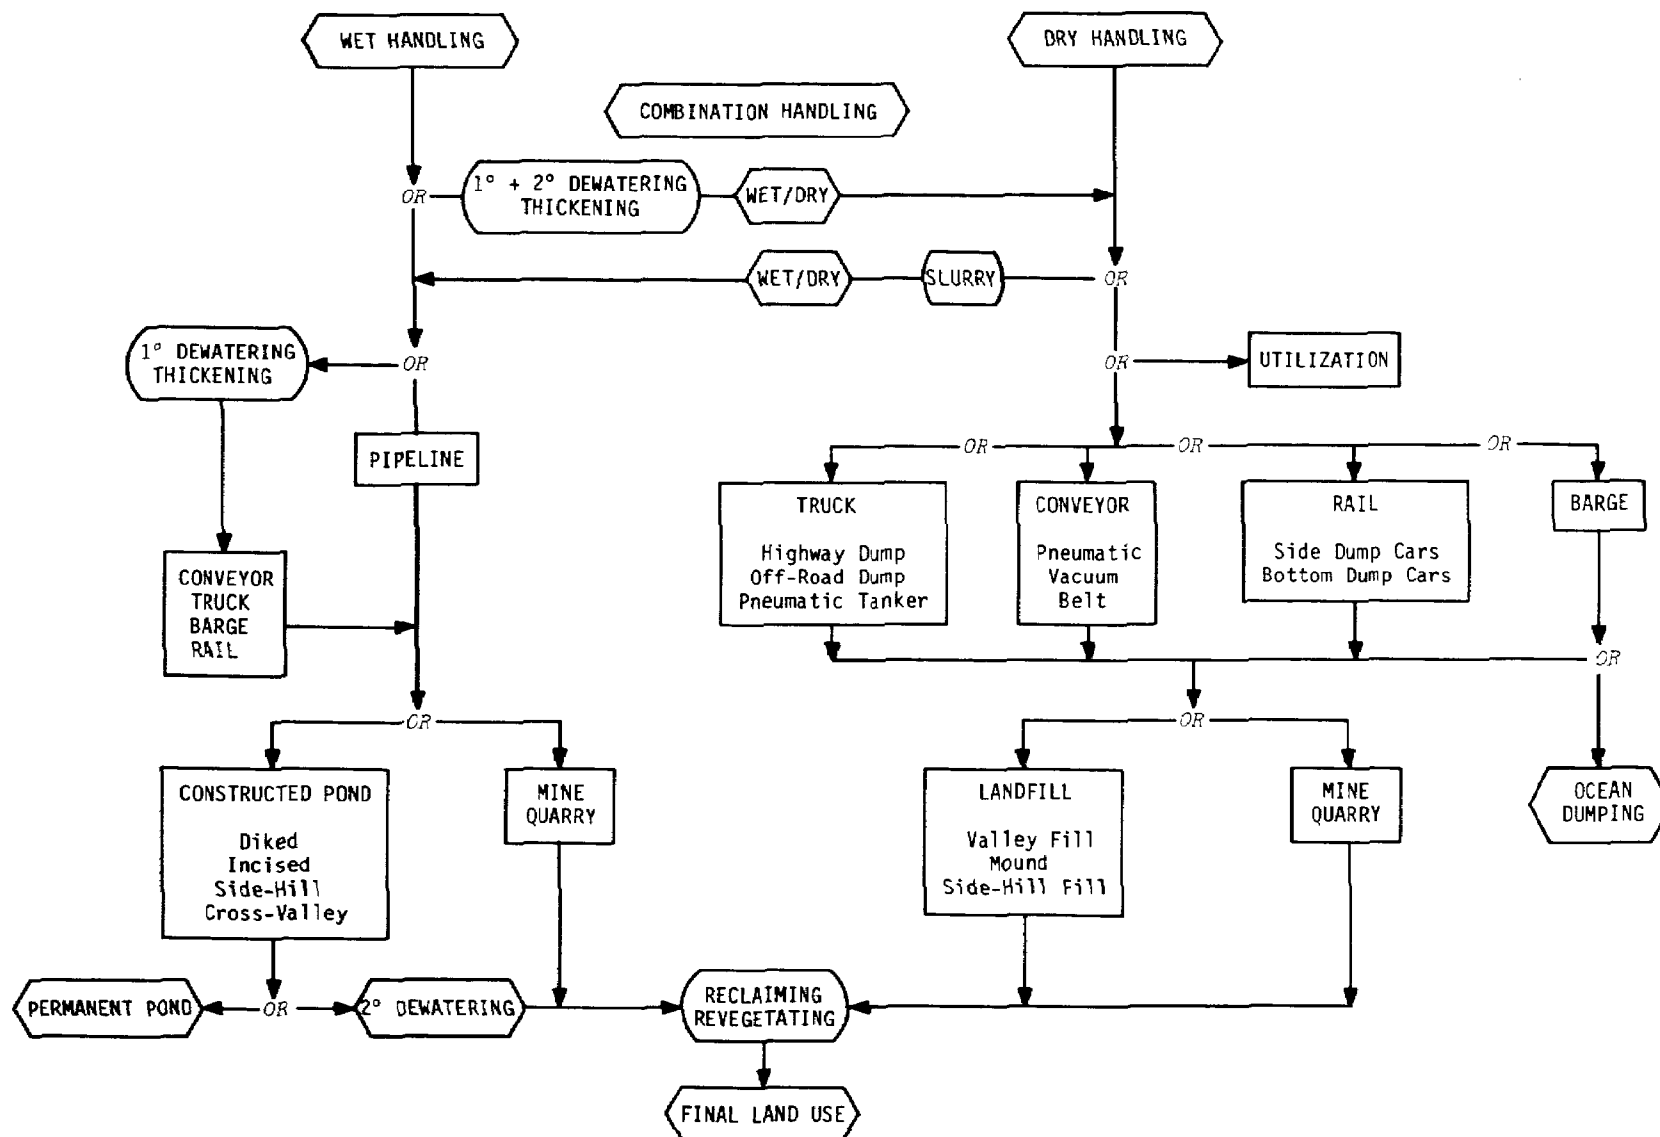 WET HANDLING
DRY HANDLING
COMBINATION HANDLING
OR
1° + 2° DEWATERING
THICKENING
WET/DRY
WET/DRY
SLURRY
OR
1° DEWATERING
THICKENING
OR
OR
UTILIZATION
PIPELINE
OR
OR
OR
TRUCK
Highway Dump
Off-Road Dump
Pneumatic Tanker
CONVEYOR
Pneumatic
Vacuum
Belt
RAIL
Side Dump Cars
Bottom Dump Cars
BARGE
CONVEYOR
TRUCK
BARGE
RAIL
OR
OR
OR
CONSTRUCTED POND
Diked
Incised
Side-Hill
Cross-Valley
MINE
QUARRY
LANDFILL
Valley Fill
Mound
Side-Hill Fill
MINE
QUARRY
OCEAN
DUMPING
PERMANENT POND
OR
2° DEWATERING
RECLAIMING
REVEGETATING
FINAL LAND USE